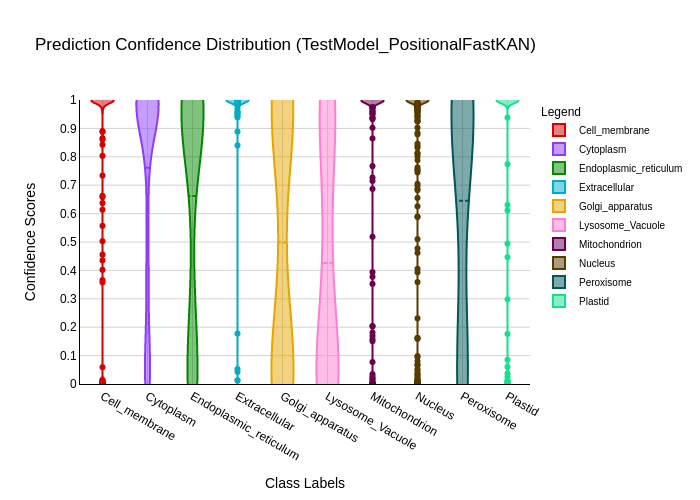 Prediction Confidence Distribution (TestModel_PositionalFastKAN)
Confidence Scores
1
0.9
0.8
0.7
0.6
0.5
0.4
0.3
0.2
0.1
0
Cell_membrane
Cytoplasm
Endoplasmic_reticulum
Extracellular
Golgi_apparatus
Lysosome_Vacuole
Mitochondrion
Nucleus
Peroxisome
Plastid
Class Labels
Legend
Cell_membrane
Cytoplasm
Endoplasmic_reticulum
Extracellular
Golgi_apparatus
Lysosome_Vacuole
Mitochondrion
Nucleus
Peroxisome
Plastid